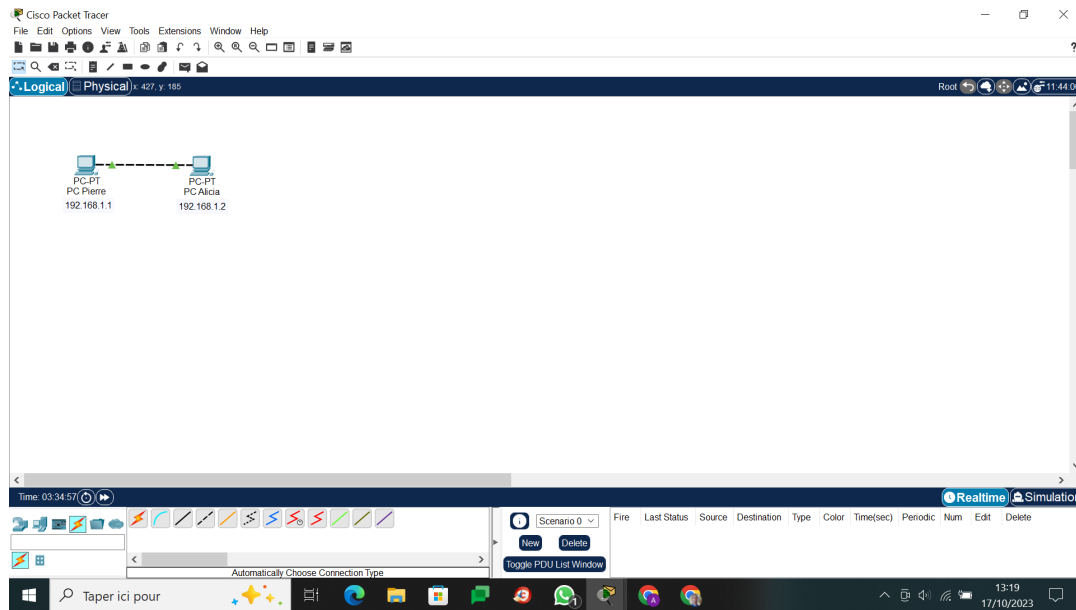 Cisco Packet Tracer
File Edit Options View Tools Extensions Window Help
?
Logical Physical x: 427, y: 185 Root 11:44:0
PC-PT PC-PT
PC Pierre PC Alicia
192.168.1.1 192.168.1.2
Time: 03:34:57 Realtime Simulation
Scenario 0 Fire Last Status Source Destination Type Color Time(sec) Periodic Num Edit Delete
New Delete
Toggle PDU List Window
Automatically Choose Connection Type
Taper ici pour 1 A 13:19
17/10/2023